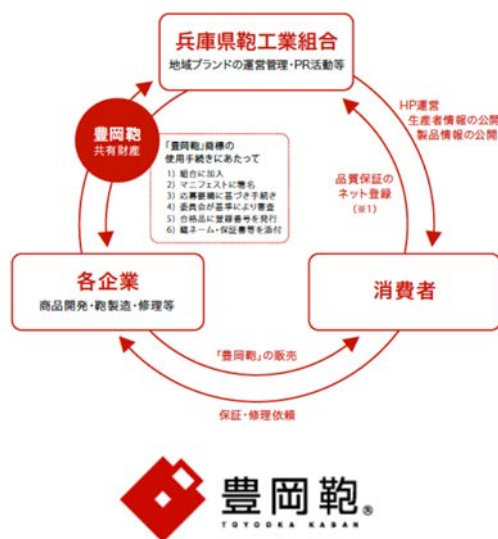 兵庫県鞄工業組合
地域ブランドの運営管理・PR活動等
豊岡鞄
共有財産
「豊岡鞄」商標の
使用手続きにあたって
1) 組合に加入
2) マニフェストに署名
3) 応募要綱に基づき手続き
4) 委員会が基準により審査
5) 合格品に登録番号を発行
6) 織ネーム・保証書等を添付
HP運営
生産者情報の公開
製品情報の公開
品質保証の
ネット登録
(※1)
各企業
商品開発・鞄製造・修理等
消費者
「豊岡鞄」の販売
保証・修理依頼
豊岡鞄®
TOYOOKA KABAN